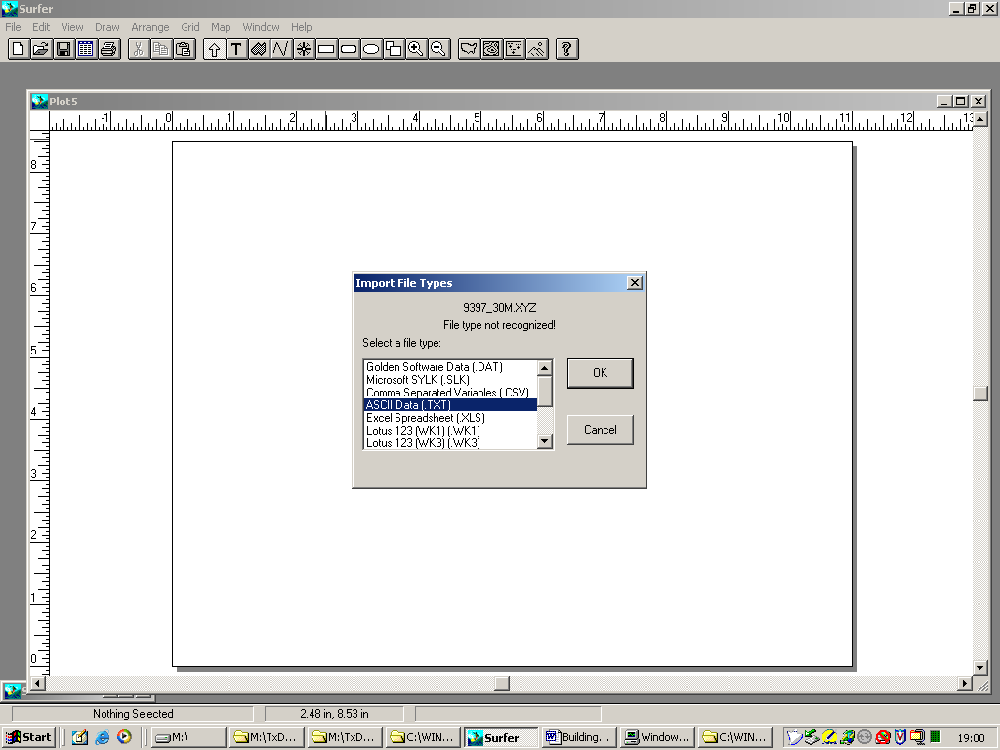 Surfer
File Edit View Draw Arrange Grid Map Window Help
Plot5
-1 0 1 2 3 4 5 6 7 8 9 10 11 12 13
8
7
6
5
4
3
2
1
0
Import File Types
9397_30M.XYZ
File type not recognized!
Select a file type:
Golden Software Data (.DAT)
Microsoft SYLK (.SLK)
Comma Separated Variables (.CSV)
ASCII Data (.TXT)
Excel Spreadsheet (.XLS)
Lotus 123 (WK1) (.WK1)
Lotus 123 (WK3) (.WK3)
OK
Cancel
Nothing Selected 2.48 in, 8.53 in
Start M:\ M:\TxD... M:\TxD... C:\WIN... Surfer Building... Window... C:\WIN... 19:00